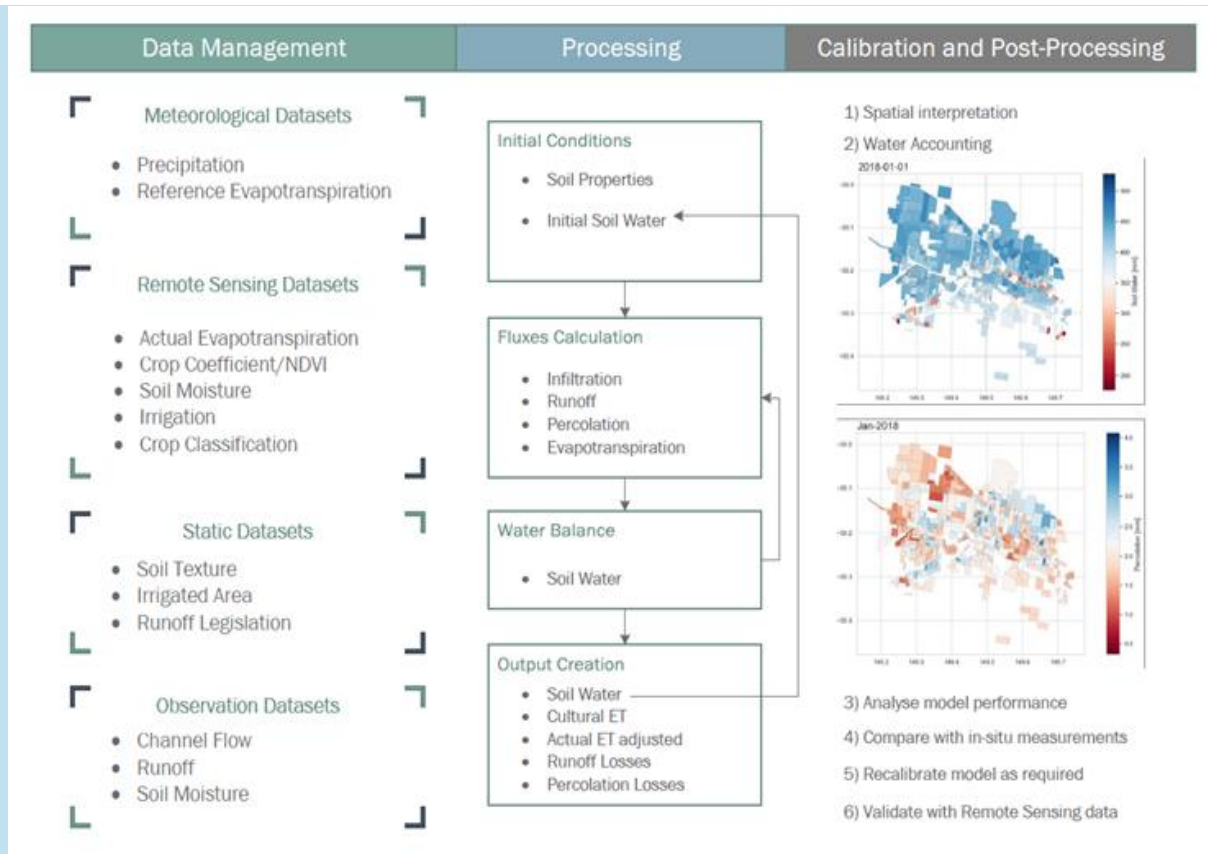 Data Management
Processing
Calibration and Post-Processing
Meteorological Datasets
• Precipitation
• Reference Evapotranspiration
Remote Sensing Datasets
• Actual Evapotranspiration
• Crop Coefficient/NDVI
• Soil Moisture
• Irrigation
• Crop Classification
Static Datasets
• Soil Texture
• Irrigated Area
• Runoff Legislation
Observation Datasets
• Channel Flow
• Runoff
• Soil Moisture
Initial Conditions
• Soil Properties
• Initial Soil Water
Fluxes Calculation
• Infiltration
• Runoff
• Percolation
• Evapotranspiration
Water Balance
• Soil Water
Output Creation
• Soil Water
• Cultural ET
• Actual ET adjusted
• Runoff Losses
• Percolation Losses
1) Spatial interpretation
2) Water Accounting
2018-01-01
Jan-2018
Percolation [mm]
3) Analyse model performance
4) Compare with in-situ measurements
5) Recalibrate model as required
6) Validate with Remote Sensing data